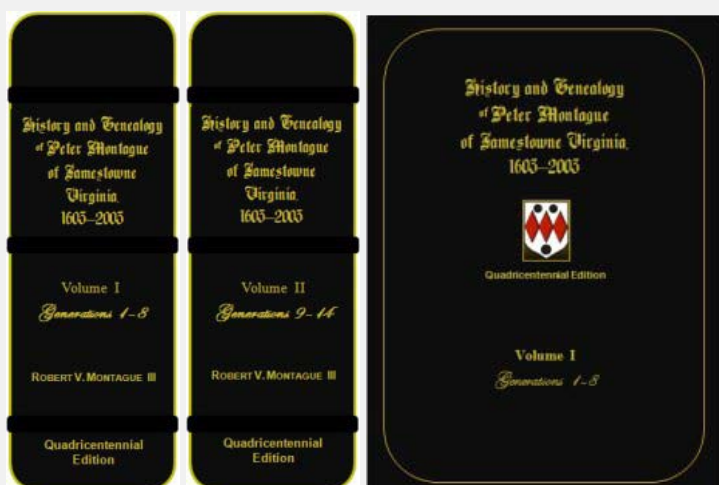 History and Genealogy
of Peter Montague
of Jamestowne
Virginia
1603–2003
Volume I
Generations 1-8
ROBERT V. MONTAGUE III
Quadricentennial
Edition
History and Genealogy
of Peter Montague
of Jamestowne
Virginia
1603–2003
Volume II
Generations 9-14
ROBERT V. MONTAGUE III
Quadricentennial
Edition
History and Genealogy
of Peter Montague
of Jamestowne Virginia
1603–2003
Quadricentennial Edition
Volume I
Generations 1-8